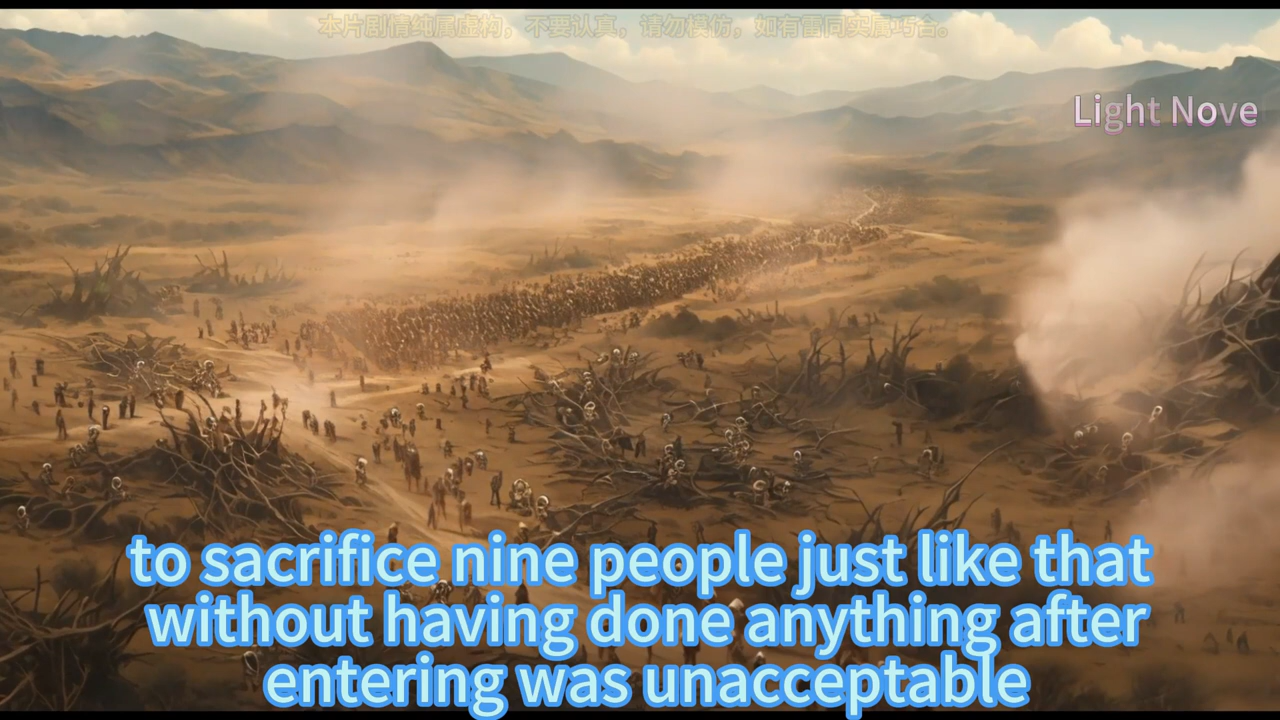 本片剧情纯属虚构，不要认真，请勿模仿，如有雷同实属巧合。
Light Nove
to sacrifice nine people just like that
without having done anything after
entering was unacceptable